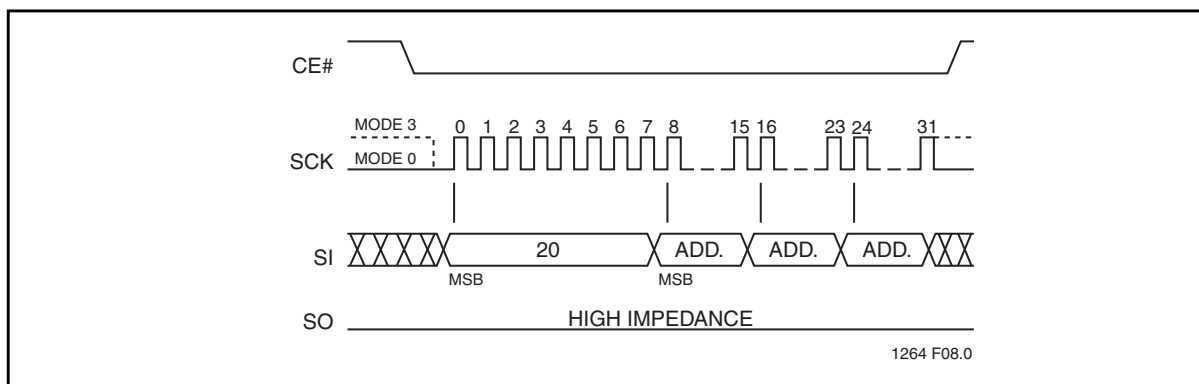 CE#
MODE 3
0 1 2 3 4 5 6 7 8 15 16 23 24 31
SCK
MODE 0
SI
20 ADD. ADD. ADD.
MSB MSB
SO
HIGH IMPEDANCE
1264 F08.0